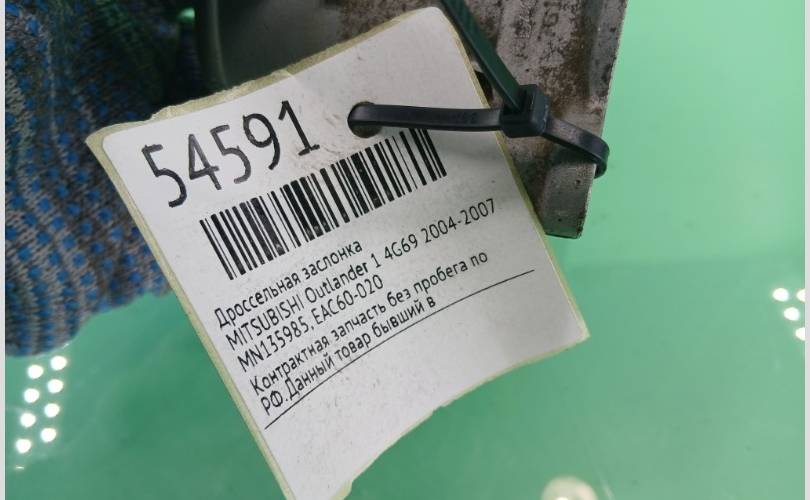 54591
Дроссельная заслонка
MITSUBISHI Outlander 1 4G69 2004-2007
MN135985, EAC60-020
Контрактная запчасть без пробега по
РФ. Данный товар бывший в